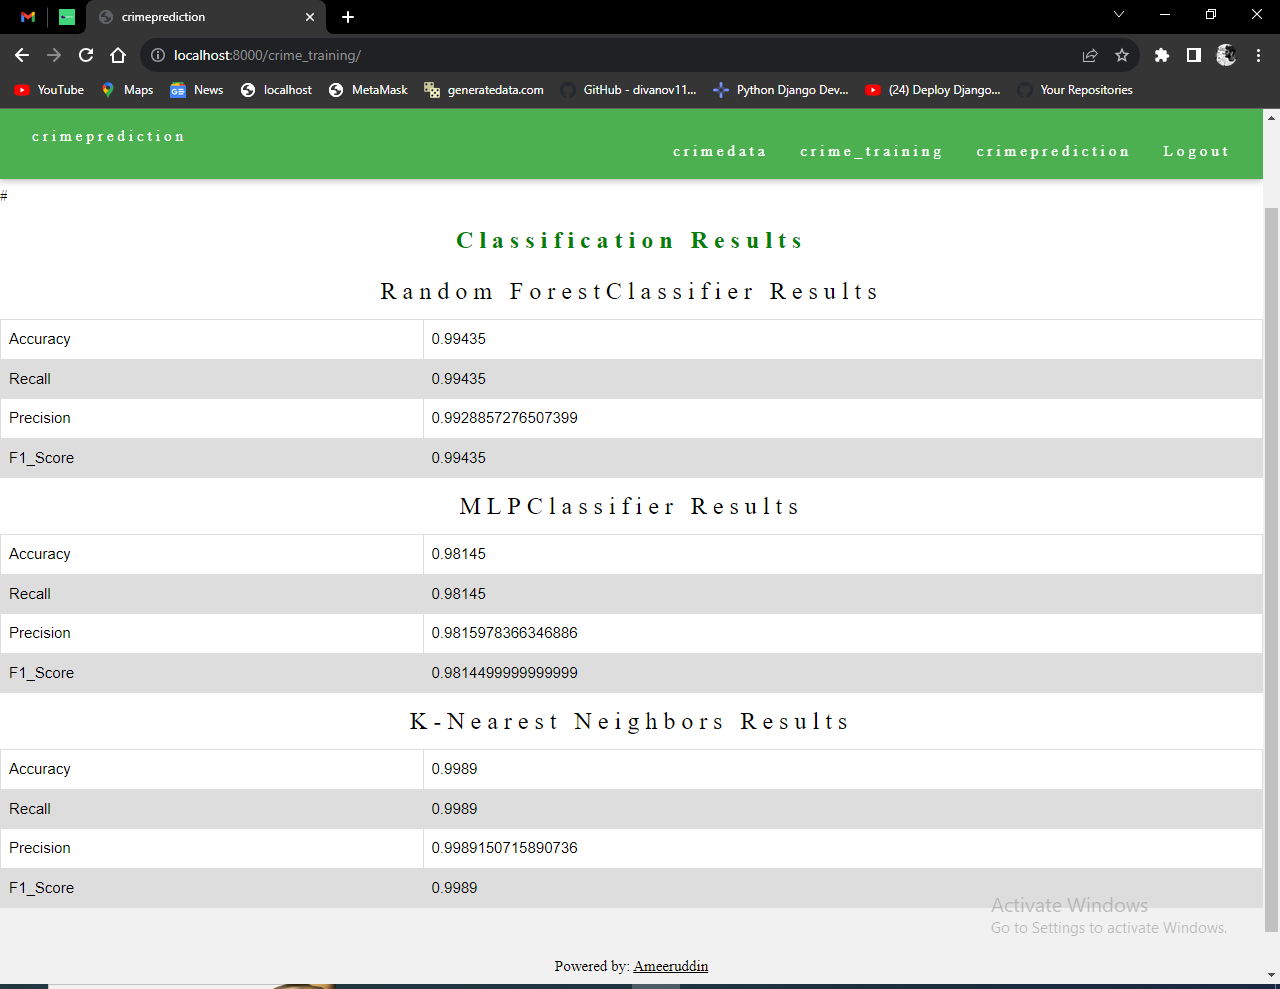 crimeprediction
localhost:8000/crime_training/
YouTube Maps News localhost MetaMask generatedata.com GitHub - divanov11... Python Django Dev... (24) Deploy Django... Your Repositories
crimeprediction
crimedata crime_training crimeprediction Logout
#
Classification Results
Random ForestClassifier Results
Accuracy 0.99435
Recall 0.99435
Precision 0.9928857276507399
F1_Score 0.99435
MLPClassifier Results
Accuracy 0.98145
Recall 0.98145
Precision 0.9815978366346886
F1_Score 0.9814499999999999
K-Nearest Neighbors Results
Accuracy 0.9989
Recall 0.9989
Precision 0.9989150715890736
F1_Score 0.9989
Activate Windows
Go to Settings to activate Windows.
Powered by: Ameeruddin